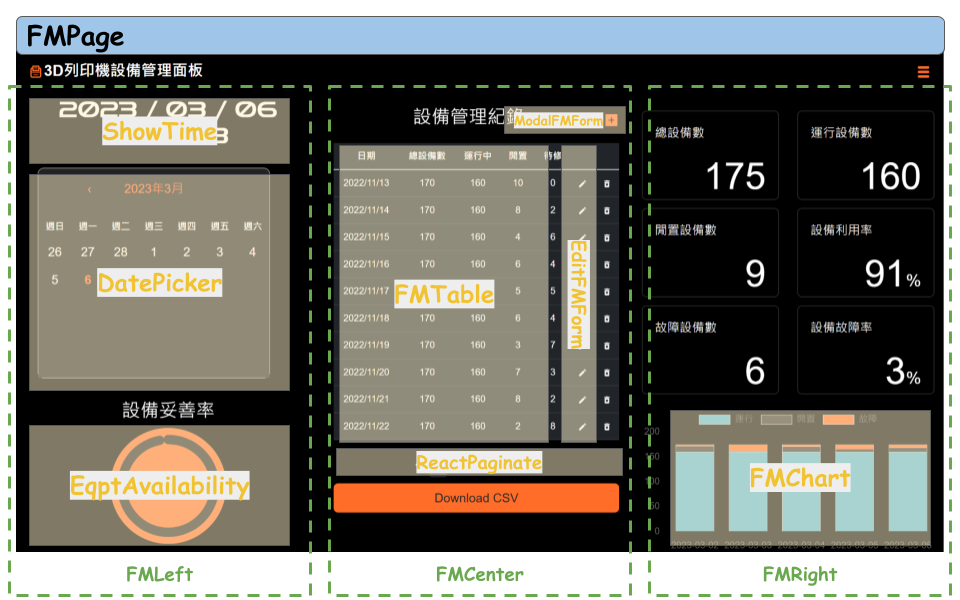 FMPage
3D列印機設備管理面板
2023 / 03 / 06
ShowTime
2023年3月
週日 週一 週二 週三 週四 週五 週六
26 27 28 1 2 3 4
5 6
DatePicker
設備妥善率
EqptAvailability
FMLeft
設備管理紀
ModalFMForm
日期 總設備數 運行中 閒置 待修
2022/11/13 170 160 10 0
2022/11/14 170 160 8 2
2022/11/15 170 160 4 6
2022/11/16 170 160 6 4
2022/11/17 5 5
2022/11/18 170 160 6 4
2022/11/19 170 160 3 7
2022/11/20 170 160 7 3
2022/11/21 170 160 8 2
2022/11/22 170 160 2 8
FMTable
EditFMForm
ReactPaginate
Download CSV
FMCenter
總設備數
175
運行設備數
160
閒置設備數
9
設備利用率
91%
故障設備數
6
設備故障率
3%
運行 閒置 故障
200
150
100
50
0
FMChart
2023-03-02 2023-03-03 2023-03-04 2023-03-05 2023-03-06
FMRight